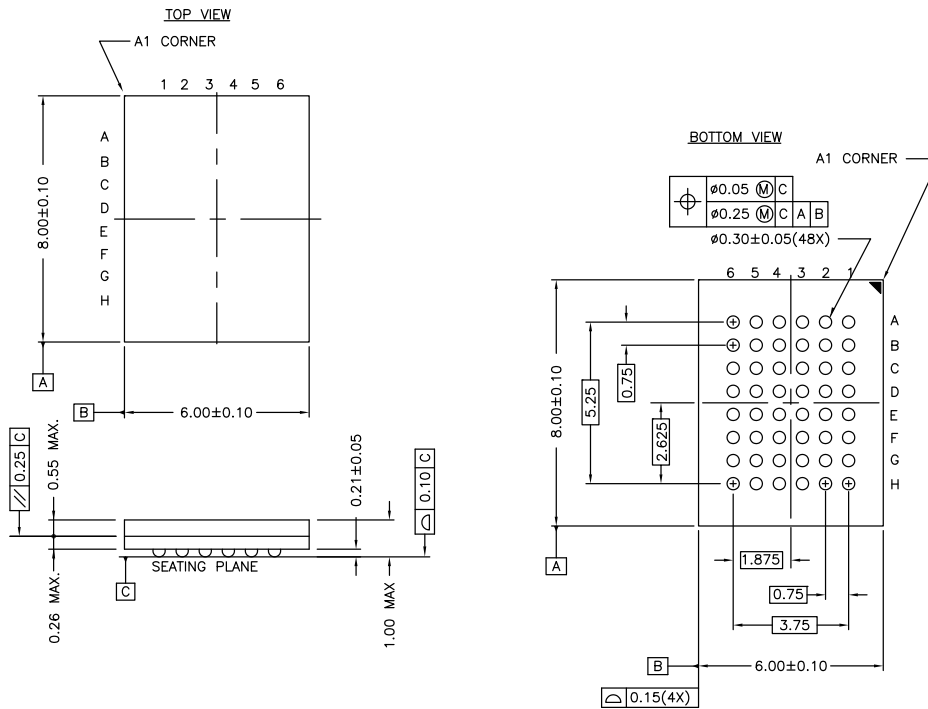 TOP VIEW
A1 CORNER
1 2 3 4 5 6
A
B
C
D
E
F
G
H
8.00±0.10
A
B
6.00±0.10
// 0.25 C
0.55 MAX.
0.26 MAX.
0.21±0.05
⌓ 0.10 C
SEATING PLANE
C
1.00 MAX
BOTTOM VIEW
A1 CORNER
⌖ ø0.05 Ⓜ C
ø0.25 Ⓜ C A B
ø0.30±0.05(48X)
6 5 4 3 2 1
A
B
C
D
E
F
G
H
8.00±0.10
5.25
0.75
2.625
A
1.875
0.75
3.75
B
6.00±0.10
⌓ 0.15(4X)